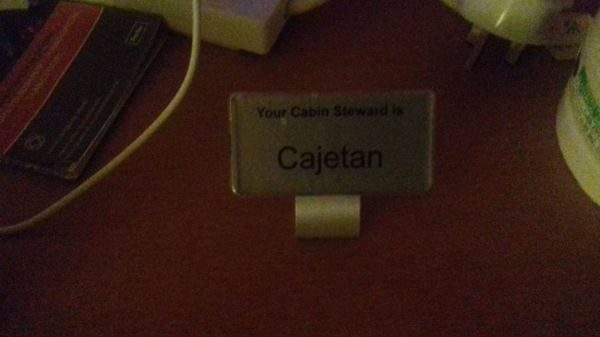 Your Cabin Steward is
Cajetan